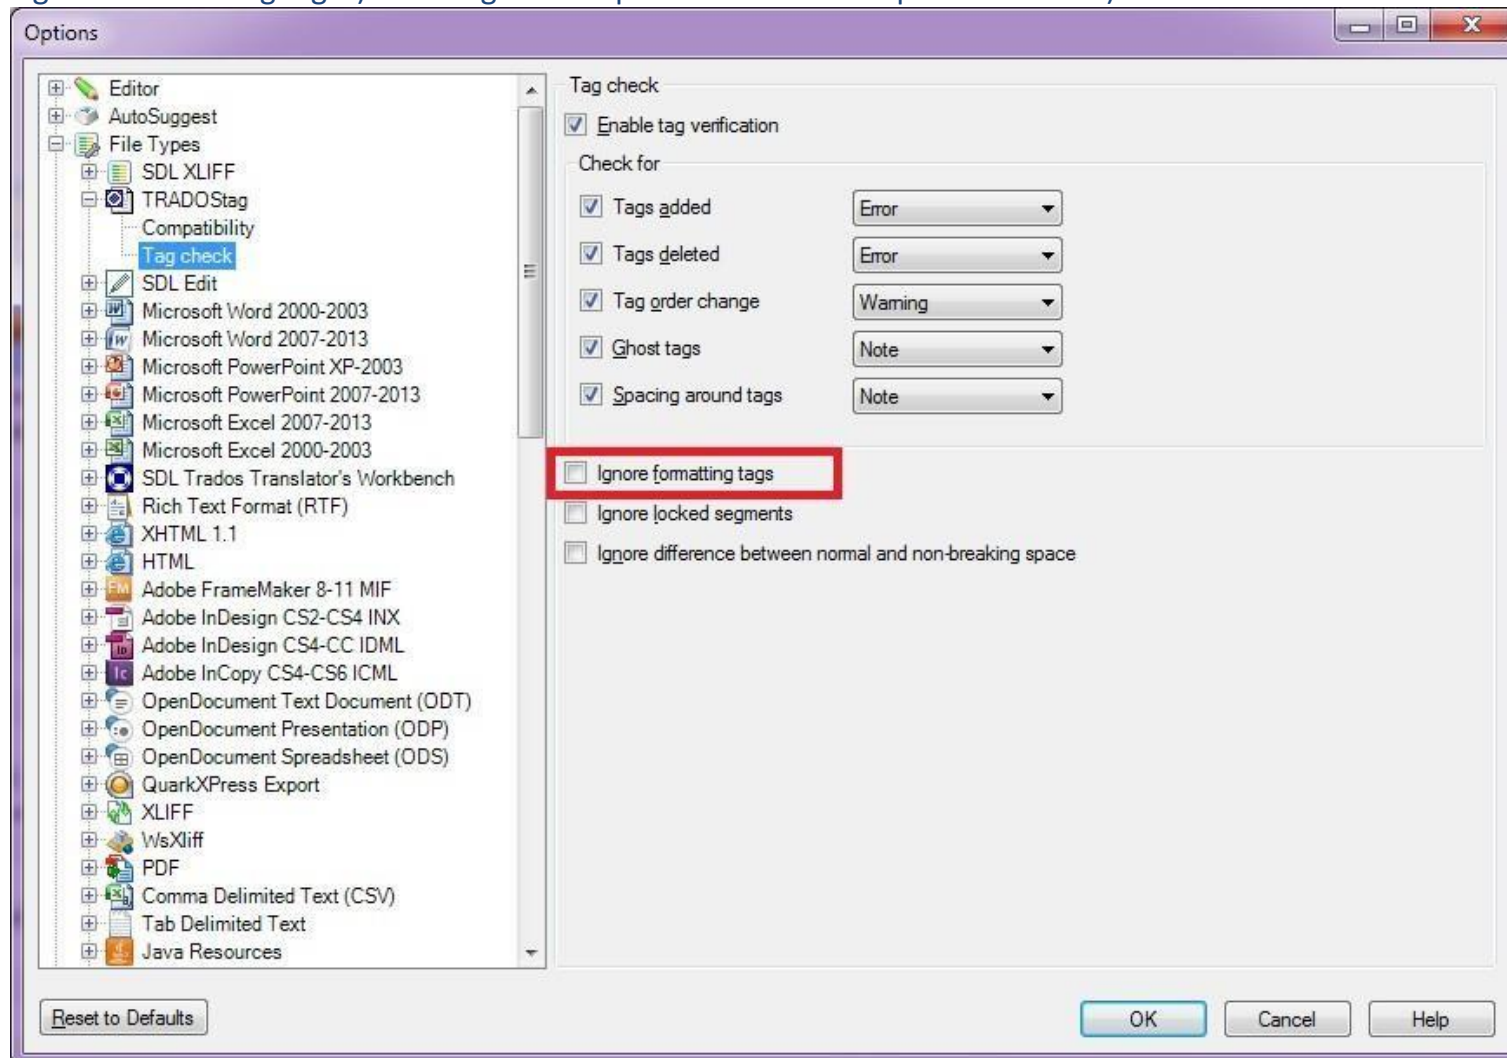 Options
Editor
AutoSuggest
File Types
SDL XLIFF
TRADOStag
Compatibility
Tag check
SDL Edit
Microsoft Word 2000-2003
Microsoft Word 2007-2013
Microsoft PowerPoint XP-2003
Microsoft PowerPoint 2007-2013
Microsoft Excel 2007-2013
Microsoft Excel 2000-2003
SDL Trados Translator's Workbench
Rich Text Format (RTF)
XHTML 1.1
HTML
Adobe FrameMaker 8-11 MIF
Adobe InDesign CS2-CS4 INX
Adobe InDesign CS4-CC IDML
Adobe InCopy CS4-CS6 ICML
OpenDocument Text Document (ODT)
OpenDocument Presentation (ODP)
OpenDocument Spreadsheet (ODS)
QuarkXPress Export
XLIFF
WsXliff
PDF
Comma Delimited Text (CSV)
Tab Delimited Text
Java Resources
Tag check
Enable tag verification
Check for
Tags added Error
Tags deleted Error
Tag order change Warning
Ghost tags Note
Spacing around tags Note
Ignore formatting tags
Ignore locked segments
Ignore difference between normal and non-breaking space
Reset to Defaults
OK Cancel Help